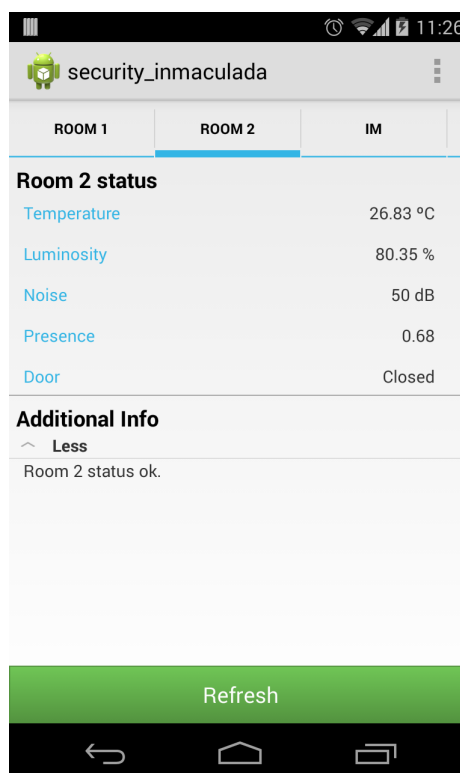 11:26
security_inmaculada
ROOM 1 ROOM 2 IM
Room 2 status
Temperature 26.83 ºC
Luminosity 80.35 %
Noise 50 dB
Presence 0.68
Door Closed
Additional Info
Less
Room 2 status ok.
Refresh